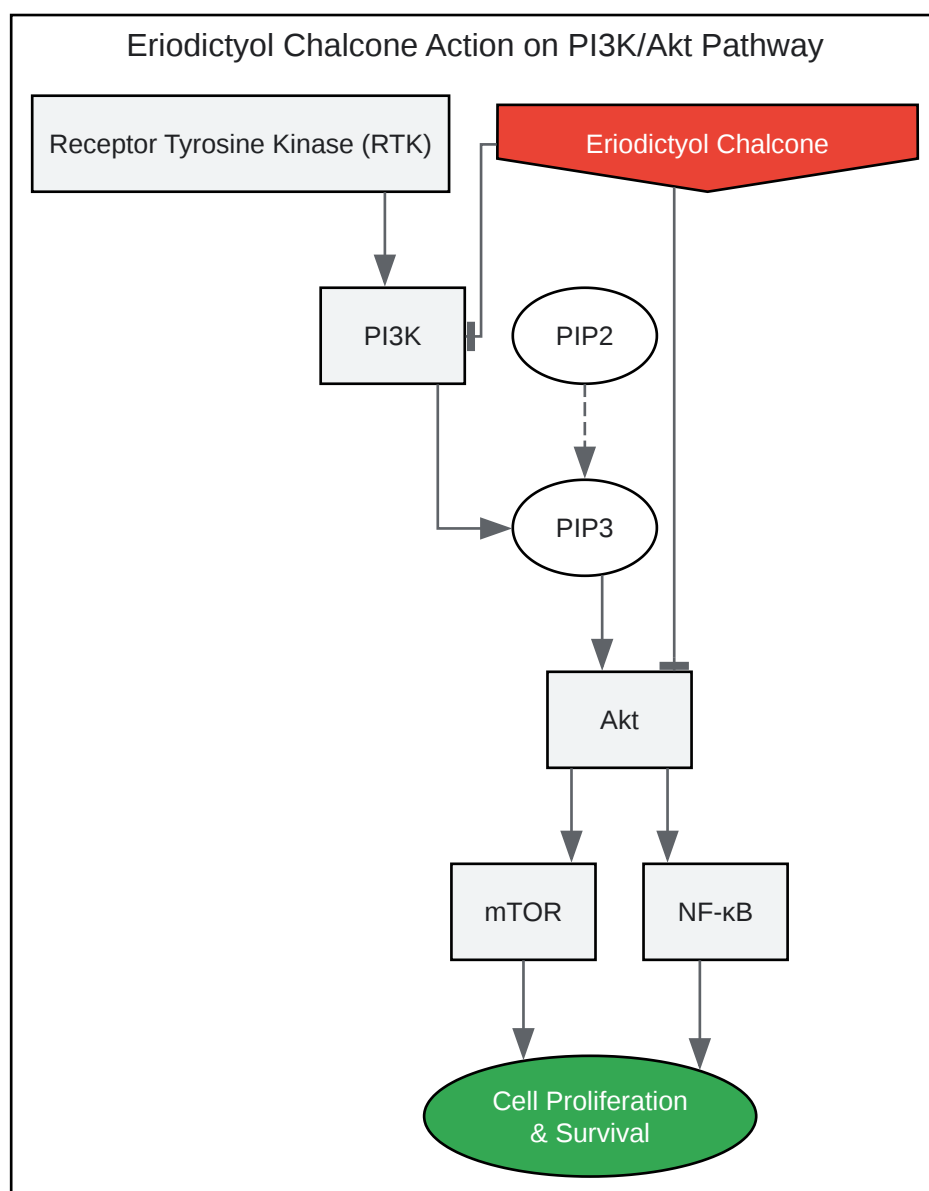 Eriodictyol Chalcone Action on PI3K/Akt Pathway
Receptor Tyrosine Kinase (RTK)
Eriodictyol Chalcone
PI3K
PIP2
PIP3
Akt
mTOR
NF-κB
Cell Proliferation
& Survival